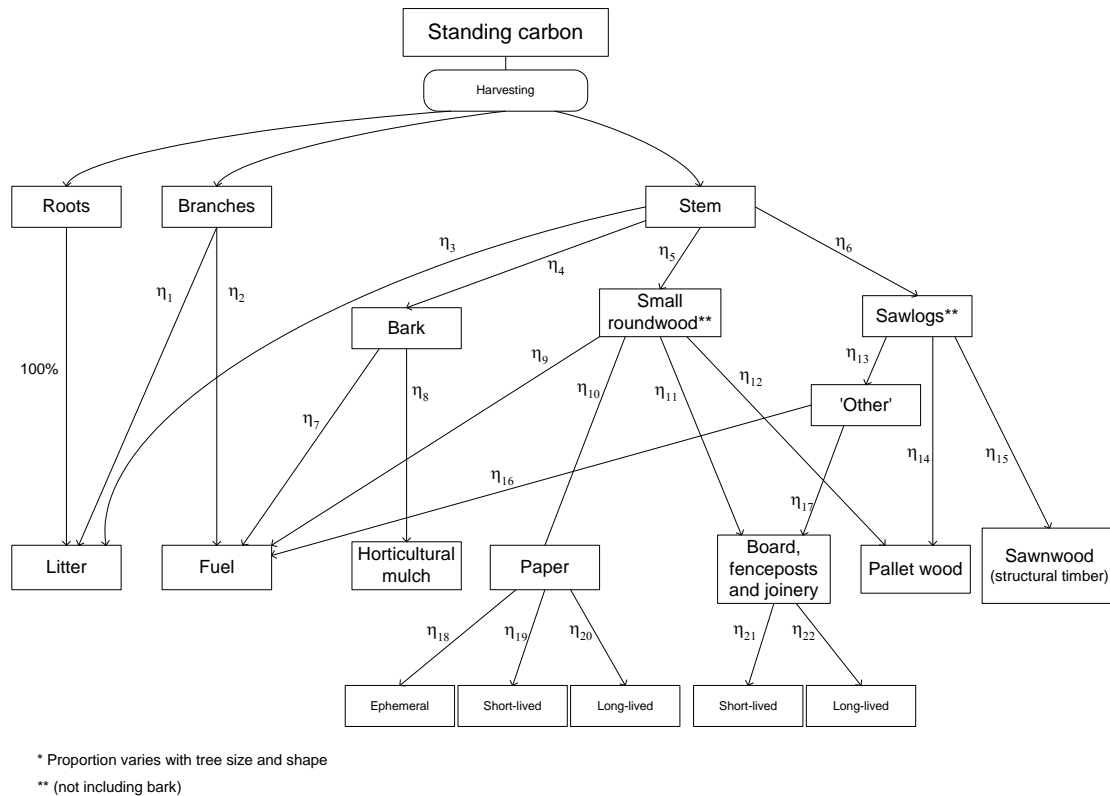 Standing carbon
Harvesting
Roots
Branches
Stem
η3
η4
η5
η6
η1
η2
Bark
Small
roundwood**
Sawlogs**
100%
η7
η8
η9
η10
η11
η12
η13
'Other'
η14
η15
η16
η17
Litter
Fuel
Horticultural
mulch
Paper
Board,
fenceposts
and joinery
Pallet wood
Sawnwood
(structural timber)
η18
η19
η20
η21
η22
Ephemeral
Short-lived
Long-lived
Short-lived
Long-lived
* Proportion varies with tree size and shape
** (not including bark)